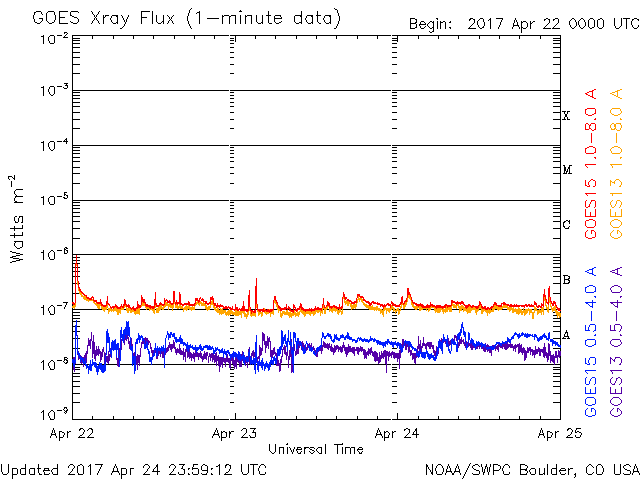 GOES Xray Flux (1-minute data)
Begin: 2017 Apr 22 0000 UTC
10⁻²
10⁻³
10⁻⁴
10⁻⁵
10⁻⁶
10⁻⁷
10⁻⁸
10⁻⁹
Watts m⁻²
X
M
C
B
A
GOES15 1.0-8.0 A
GOES13 1.0-8.0 A
GOES15 0.5-4.0 A
GOES13 0.5-4.0 A
Apr 22
Apr 23
Apr 24
Apr 25
Universal Time
Updated 2017 Apr 24 23:59:12 UTC
NOAA/SWPC Boulder, CO USA